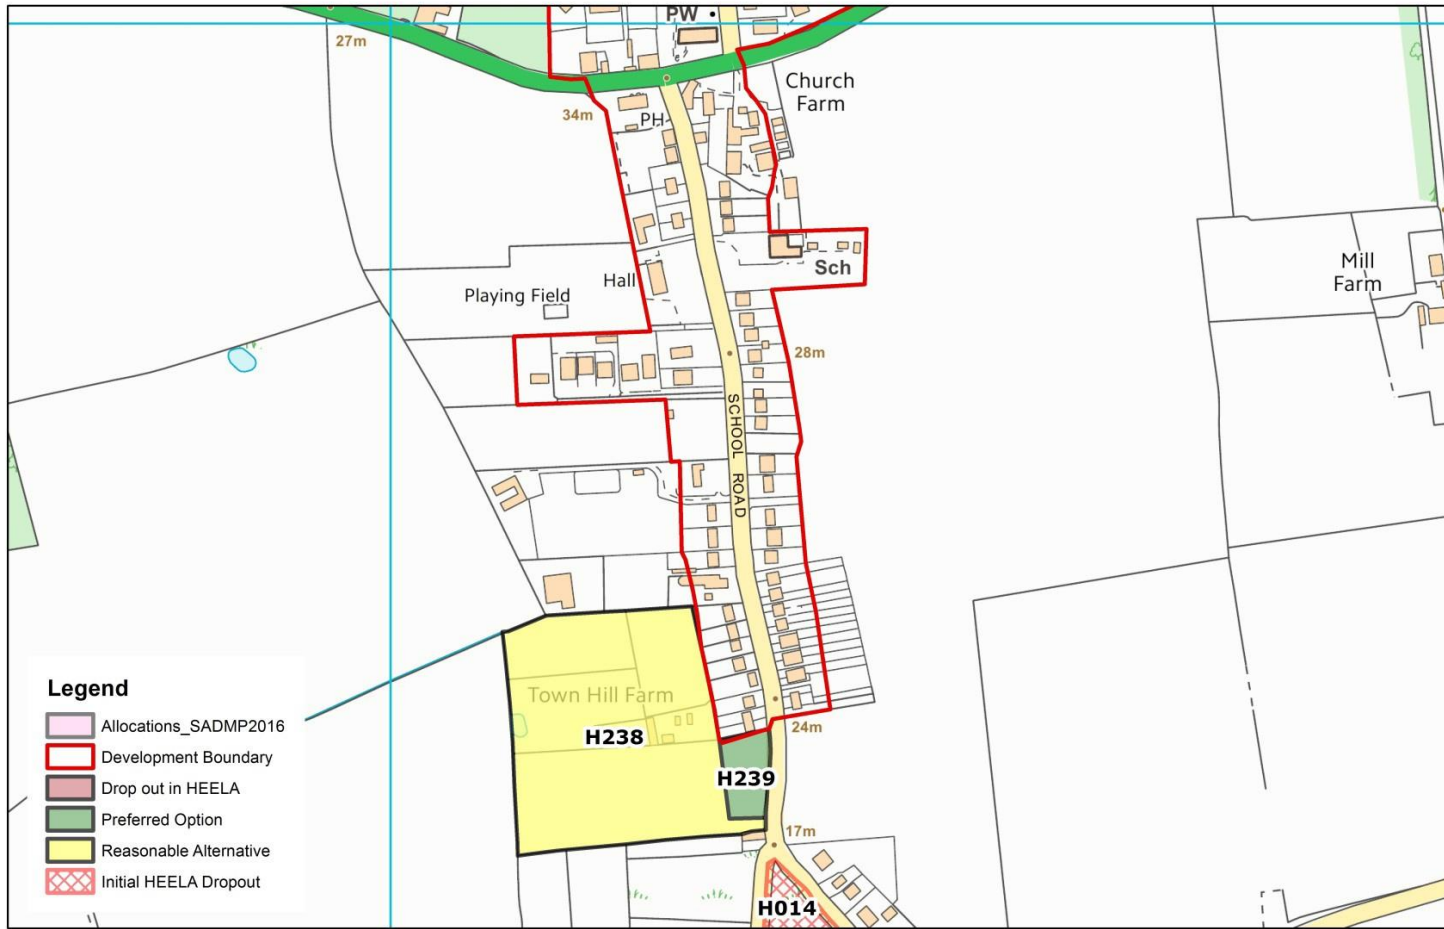 PW
27m
Church
Farm
34m
PH
Sch
Hall
Playing Field
Mill
Farm
28m
SCHOOL ROAD
Town Hill Farm
H238
24m
H239
17m
H014
Legend
Allocations_SADMP2016
Development Boundary
Drop out in HEELA
Preferred Option
Reasonable Alternative
Initial HEELA Dropout